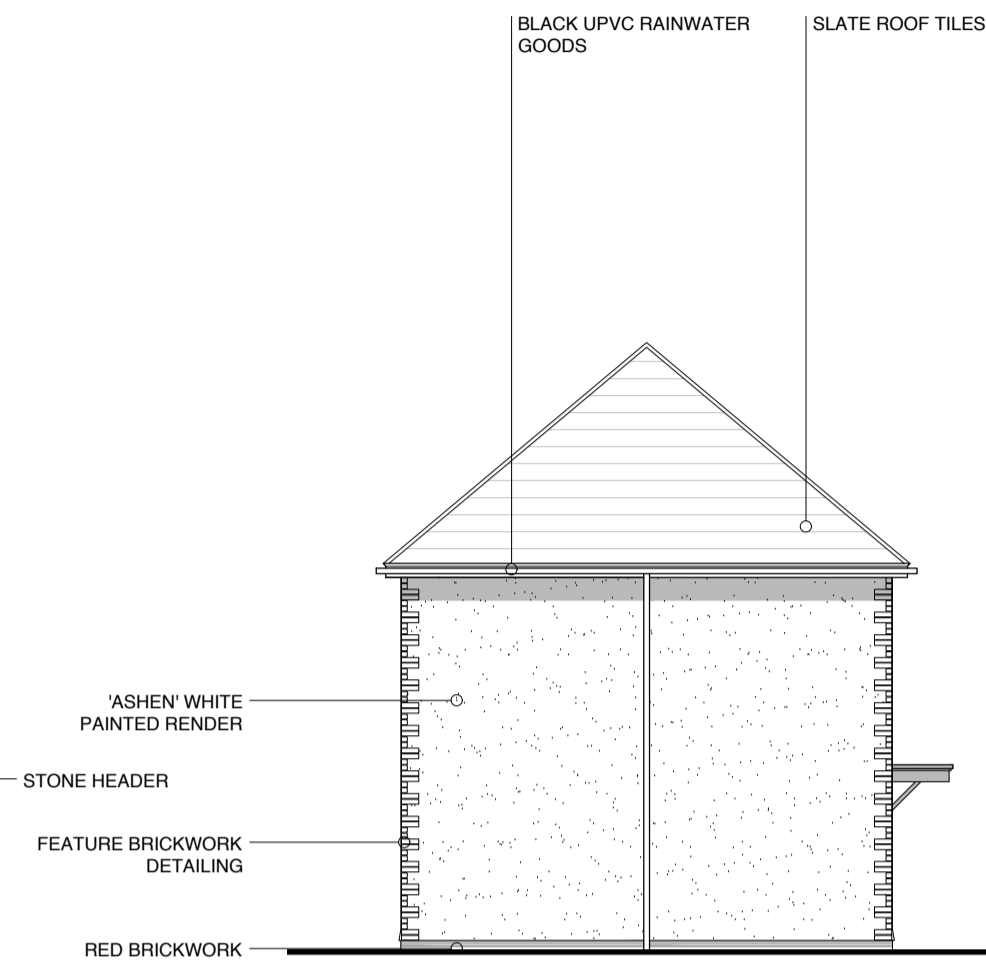 BLACK UPVC RAINWATER
GOODS
SLATE ROOF TILES
'ASHEN' WHITE
PAINTED RENDER
STONE HEADER
FEATURE BRICKWORK
DETAILING
RED BRICKWORK